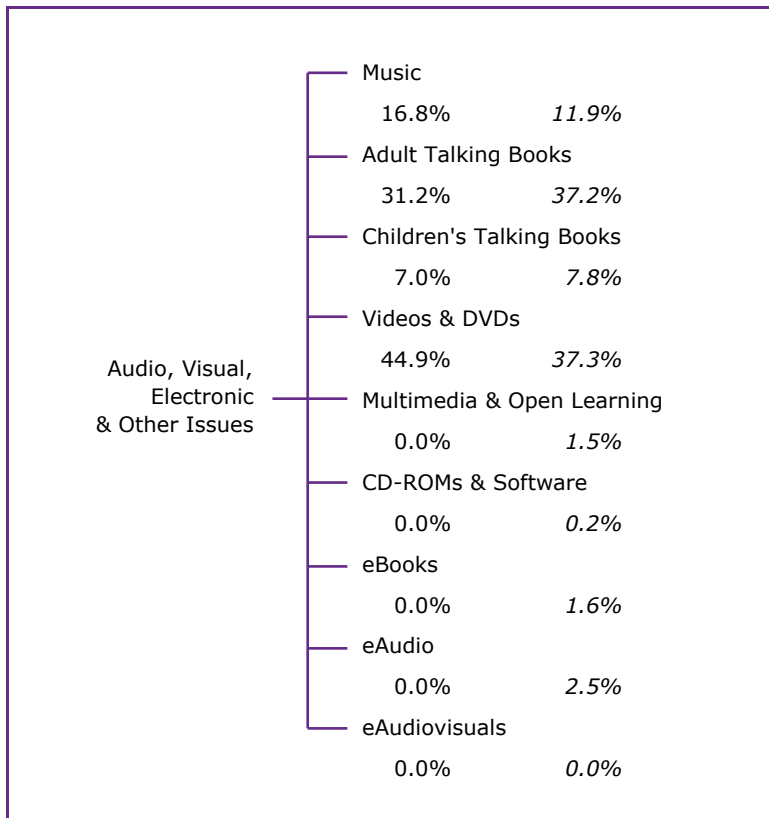 Music
16.8% 11.9%
Adult Talking Books
31.2% 37.2%
Children's Talking Books
7.0% 7.8%
Videos & DVDs
44.9% 37.3%
Audio, Visual,
Electronic
& Other Issues
Multimedia & Open Learning
0.0% 1.5%
CD-ROMs & Software
0.0% 0.2%
eBooks
0.0% 1.6%
eAudio
0.0% 2.5%
eAudiovisuals
0.0% 0.0%